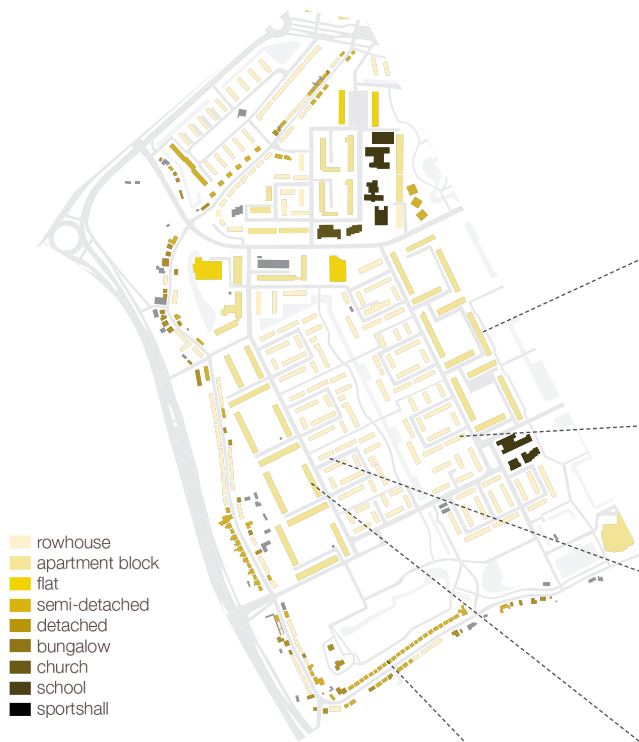 rowhouse
apartment block
flat
semi-detached
detached
bungalow
church
school
sportshall